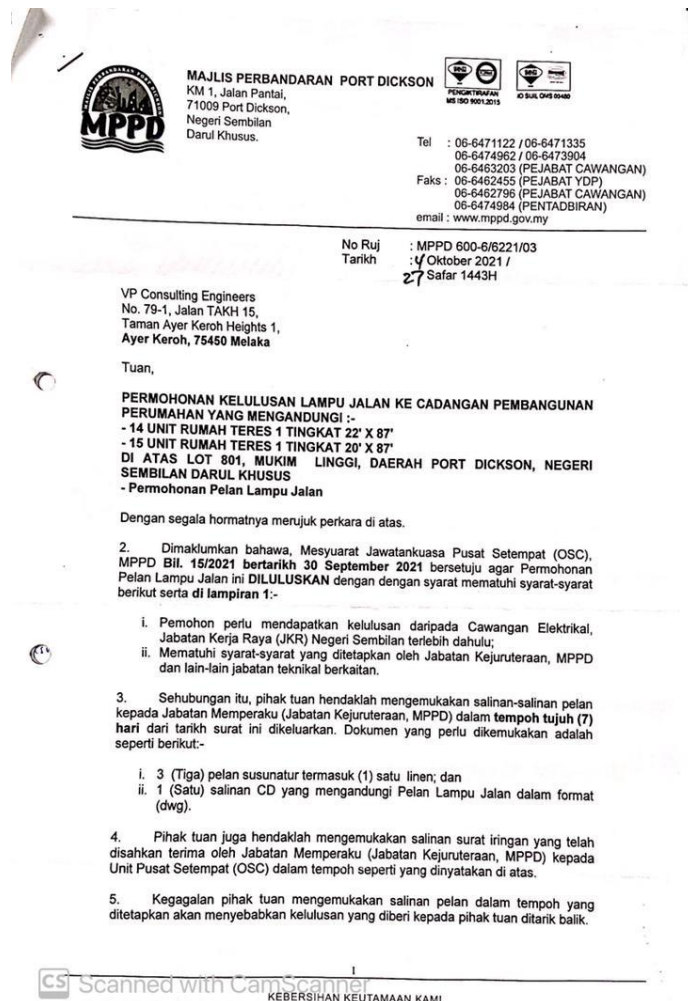 MAJLIS PERBANDARAN PORT DICKSON
KM 1, Jalan Pantai,
71009 Port Dickson,
Negeri Sembilan
Darul Khusus.
MPPD
PENGIKTIRAFAN
MS ISO 9001:2015
Tel : 06-6471122 / 06-6471335
06-6474962 / 06-6473904
06-6463203 (PEJABAT CAWANGAN)
Faks : 06-6462455 (PEJABAT YDP)
06-6462796 (PEJABAT CAWANGAN)
06-6474984 (PENTADBIRAN)
email : www.mppd.gov.my
No Ruj : MPPD 600-6/6221/03
Tarikh : 4 Oktober 2021 /
27 Safar 1443H
VP Consulting Engineers
No. 79-1, Jalan TAKH 15,
Taman Ayer Keroh Heights 1,
Ayer Keroh, 75450 Melaka
Tuan,
PERMOHONAN KELULUSAN LAMPU JALAN KE CADANGAN PEMBANGUNAN
PERUMAHAN YANG MENGANDUNGI :-
- 14 UNIT RUMAH TERES 1 TINGKAT 22' X 87'
- 15 UNIT RUMAH TERES 1 TINGKAT 20' X 87'
DI ATAS LOT 801, MUKIM LINGGI, DAERAH PORT DICKSON, NEGERI
SEMBILAN DARUL KHUSUS
- Permohonan Pelan Lampu Jalan
Dengan segala hormatnya merujuk perkara di atas.
2. Dimaklumkan bahawa, Mesyuarat Jawatankuasa Pusat Setempat (OSC),
MPPD Bil. 15/2021 bertarikh 30 September 2021 bersetuju agar Permohonan
Pelan Lampu Jalan ini DILULUSKAN dengan dengan syarat mematuhi syarat-syarat
berikut serta di lampiran 1:-
i. Pemohon perlu mendapatkan kelulusan daripada Cawangan Elektrikal,
Jabatan Kerja Raya (JKR) Negeri Sembilan terlebih dahulu;
ii. Mematuhi syarat-syarat yang ditetapkan oleh Jabatan Kejuruteraan, MPPD
dan lain-lain jabatan teknikal berkaitan.
3. Sehubungan itu, pihak tuan hendaklah mengemukakan salinan-salinan pelan
kepada Jabatan Memperaku (Jabatan Kejuruteraan, MPPD) dalam tempoh tujuh (7)
hari dari tarikh surat ini dikeluarkan. Dokumen yang perlu dikemukakan adalah
seperti berikut:-
i. 3 (Tiga) pelan susunatur termasuk (1) satu linen; dan
ii. 1 (Satu) salinan CD yang mengandungi Pelan Lampu Jalan dalam format
(dwg).
4. Pihak tuan juga hendaklah mengemukakan salinan surat iringan yang telah
disahkan terima oleh Jabatan Memperaku (Jabatan Kejuruteraan, MPPD) kepada
Unit Pusat Setempat (OSC) dalam tempoh seperti yang dinyatakan di atas.
5. Kegagalan pihak tuan mengemukakan salinan pelan dalam tempoh yang
ditetapkan akan menyebabkan kelulusan yang diberi kepada pihak tuan ditarik balik.
1
CS Scanned with CamScanner
KEBERSIHAN KEUTAMAAN KAMI